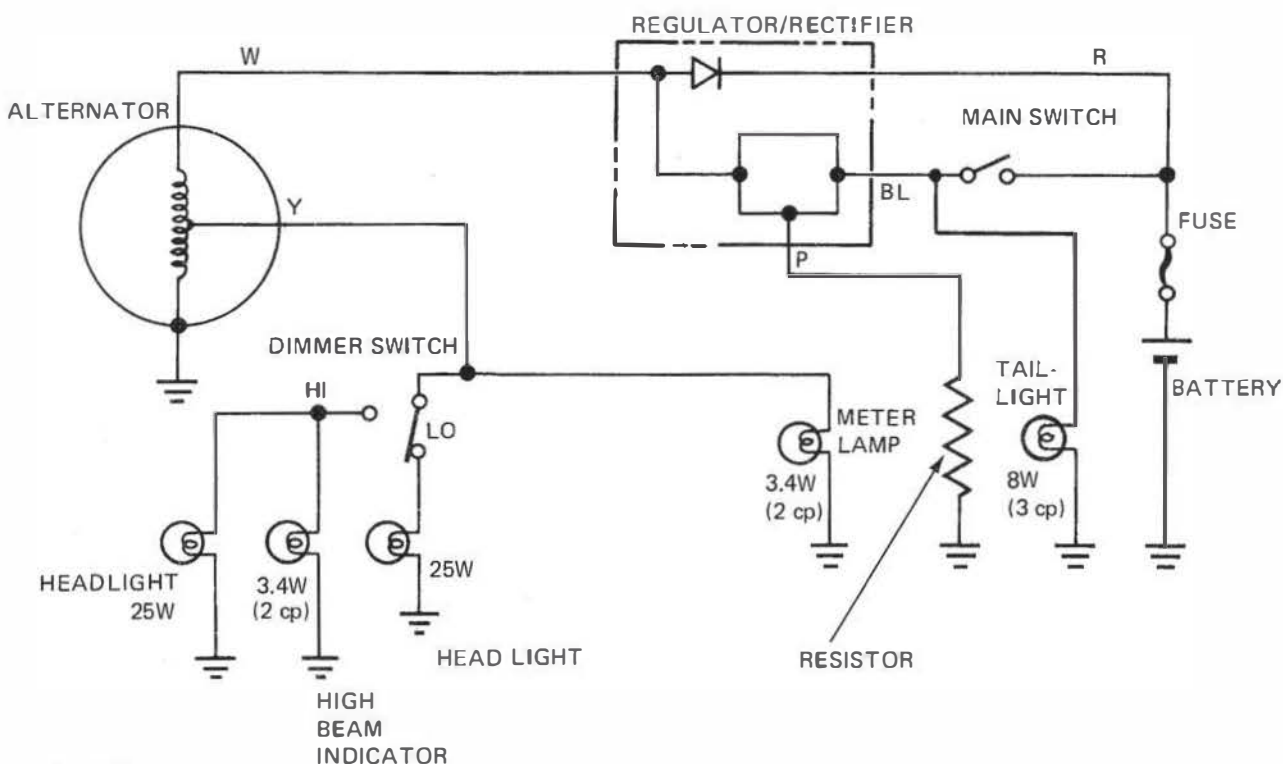 REGULATOR/RECTIFIER
W
R
ALTERNATOR
MAIN SWITCH
Y
BL
FUSE
P
DIMMER SWITCH
HI
LO
TAIL-
LIGHT
BATTERY
METER
LAMP
3.4W
(2 cp)
8W
(3 cp)
HEADLIGHT
25W
3.4W
(2 cp)
25W
HEAD LIGHT
RESISTOR
HIGH
BEAM
INDICATOR